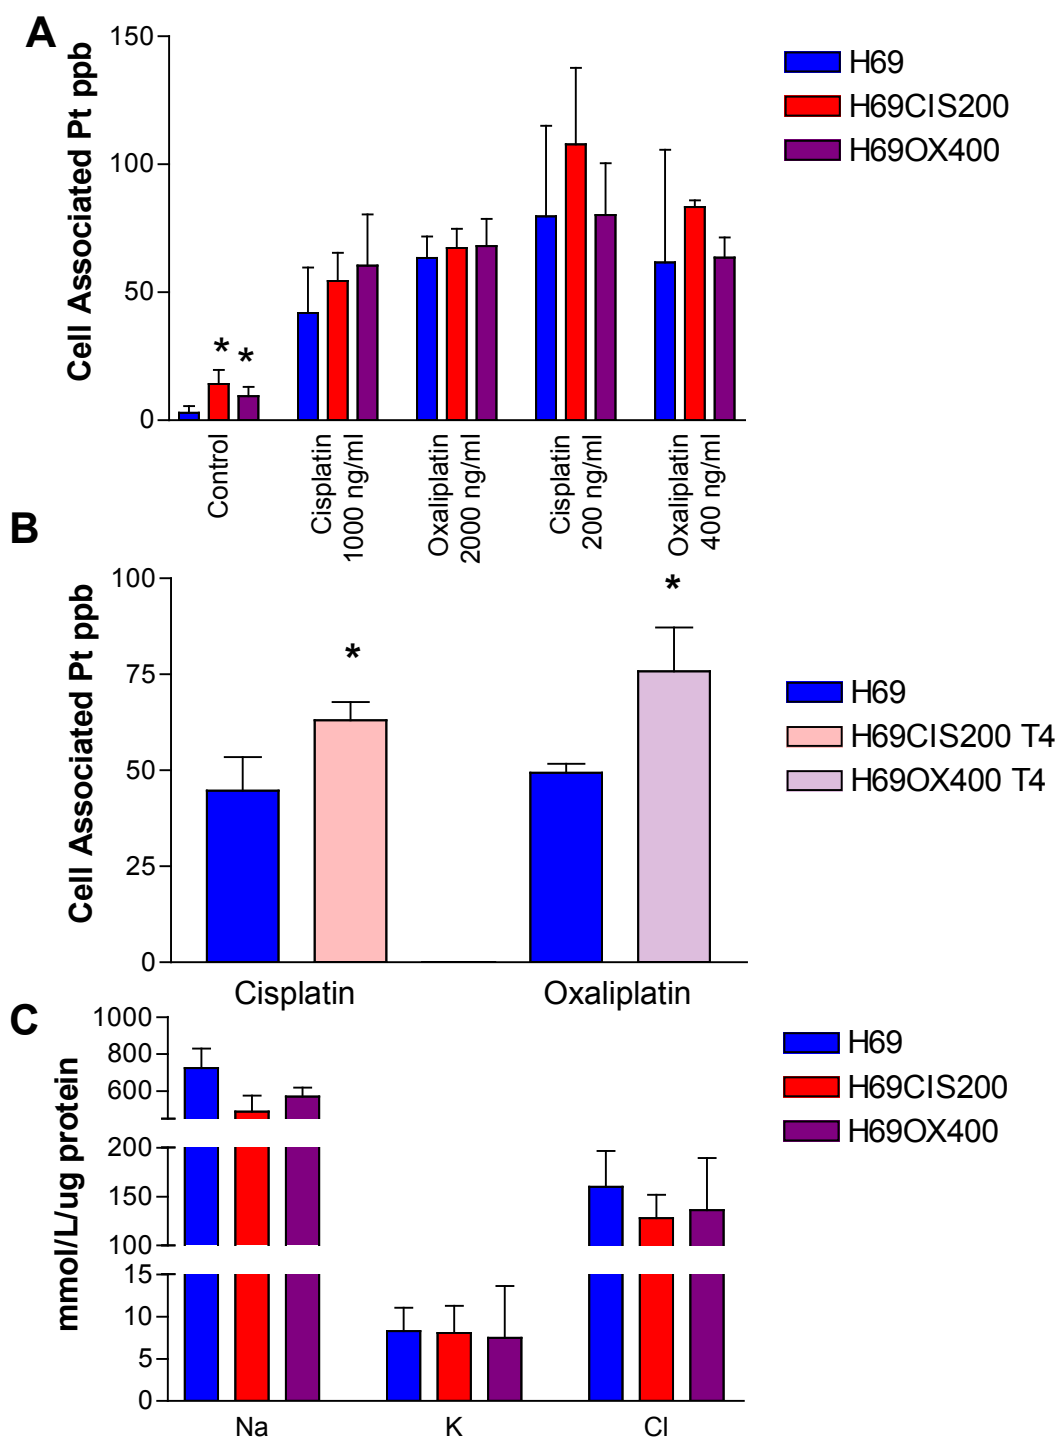 A
Cell Associated Pt ppb
150
100
50
0
* *
Control
Cisplatin
1000 ng/ml
Oxaliplatin
2000 ng/ml
Cisplatin
200 ng/ml
Oxaliplatin
400 ng/ml
H69
H69CIS200
H69OX400
B
Cell Associated Pt ppb
100
75
50
25
0
* *
Cisplatin Oxaliplatin
H69
H69CIS200 T4
H69OX400 T4
C
mmol/L/ug protein
1000
800
600
200
150
100
15
10
5
0
Na K Cl
H69
H69CIS200
H69OX400